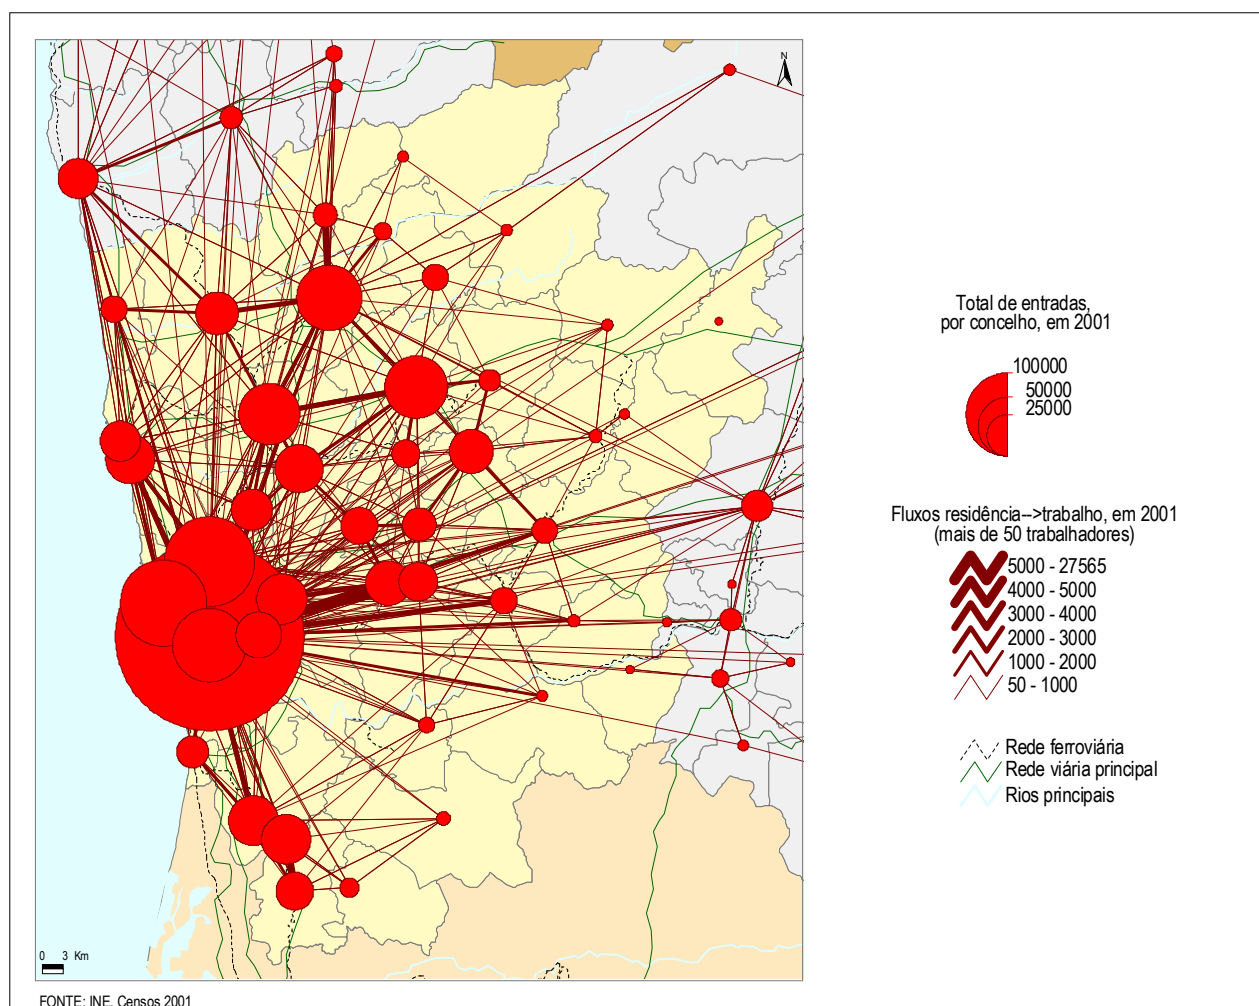 N
Total de entradas,
por concelho, em 2001
100000
50000
25000
Fluxos residência-->trabalho, em 2001
(mais de 50 trabalhadores)
5000 - 27565
4000 - 5000
3000 - 4000
2000 - 3000
1000 - 2000
50 - 1000
Rede ferroviária
Rede viária principal
Rios principais
0 3 Km
FONTE: INE, Censos 2001